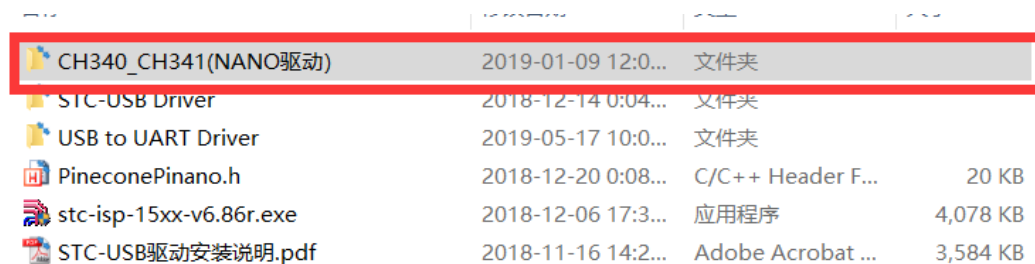 CH340_CH341(NANO驱动) 2019-01-09 12:0... 文件夹
STC-USB Driver 2018-12-14 0:04... 文件夹
USB to UART Driver 2019-05-17 10:0... 文件夹
PineconePinano.h 2018-12-20 0:08... C/C++ Header F... 20 KB
stc-isp-15xx-v6.86r.exe 2018-12-06 17:3... 应用程序 4,078 KB
STC-USB驱动安装说明.pdf 2018-11-16 14:2... Adobe Acrobat ... 3,584 KB